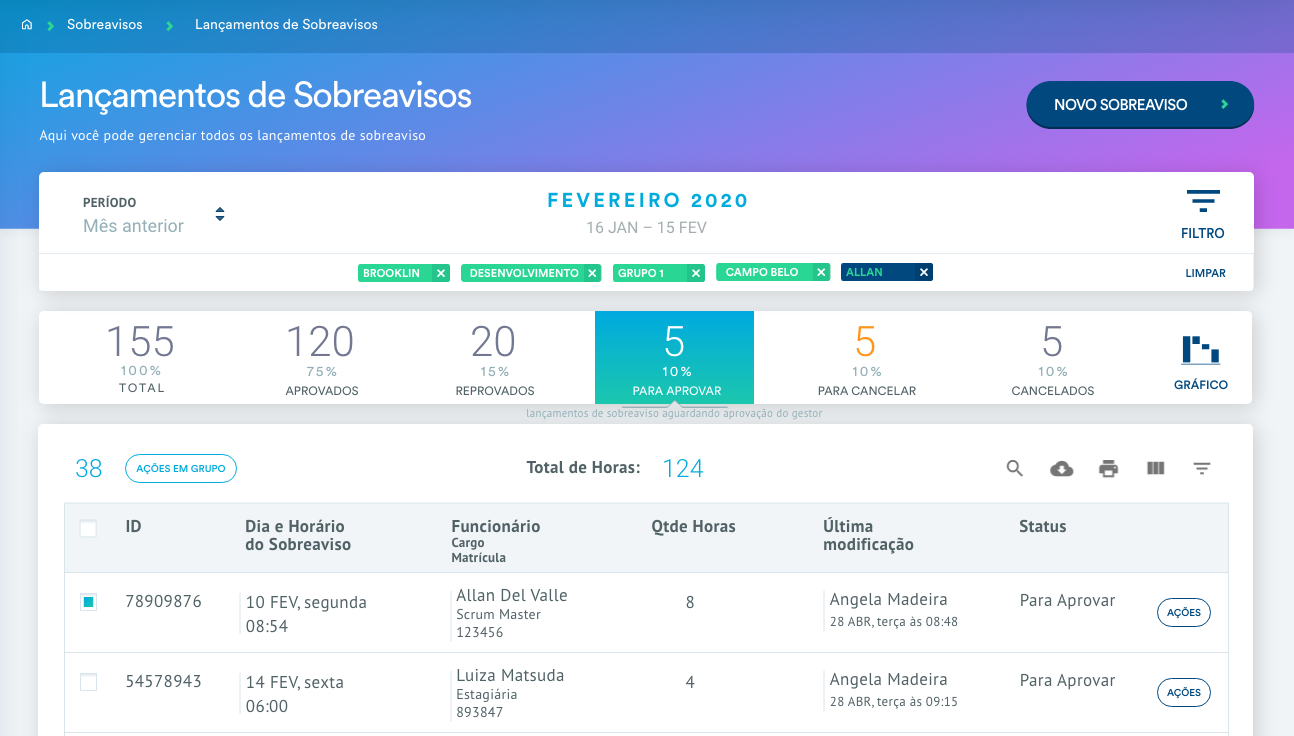 Sobreavisos
Lançamentos de Sobreavisos
Lançamentos de Sobreavisos
Aqui você pode gerenciar todos os lançamentos de sobreaviso
NOVO SOBREAVISO
PERÍODO
Mês anterior
FEVEREIRO 2020
16 JAN – 15 FEV
FILTRO
BROOKLIN
DESENVOLVIMENTO
GRUPO 1
CAMPO BELO
ALLAN
LIMPAR
155
100%
TOTAL
120
75%
APROVADOS
20
15%
REPROVADOS
5
10%
PARA APROVAR
5
10%
PARA CANCELAR
5
10%
CANCELADOS
GRÁFICO
lançamentos de sobreaviso aguardando aprovação do gestor
38
AÇÕES EM GRUPO
Total de Horas: 124
ID
Dia e Horário
do Sobreaviso
Funcionário
Cargo
Matrícula
Qtde Horas
Última
modificação
Status
78909876
10 FEV, segunda
08:54
Allan Del Valle
Scrum Master
123456
8
Angela Madeira
28 ABR, terça às 08:48
Para Aprovar
AÇÕES
54578943
14 FEV, sexta
06:00
Luiza Matsuda
Estagiária
893847
4
Angela Madeira
28 ABR, terça às 09:15
Para Aprovar
AÇÕES